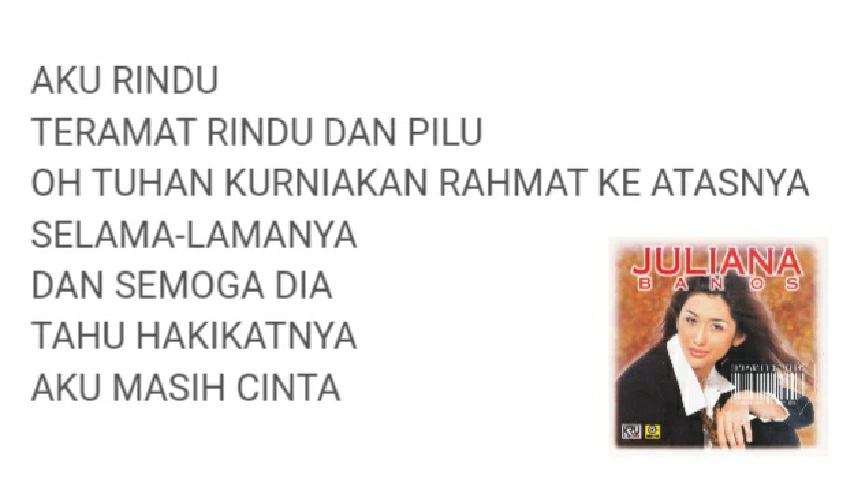 AKU RINDU
TERAMAT RINDU DAN PILU
OH TUHAN KURNIAKAN RAHMAT KE ATASNYA
SELAMA-LAMANYA
DAN SEMOGA DIA
TAHU HAKIKATNYA
AKU MASIH CINTA
JULIANA
BAÑOS